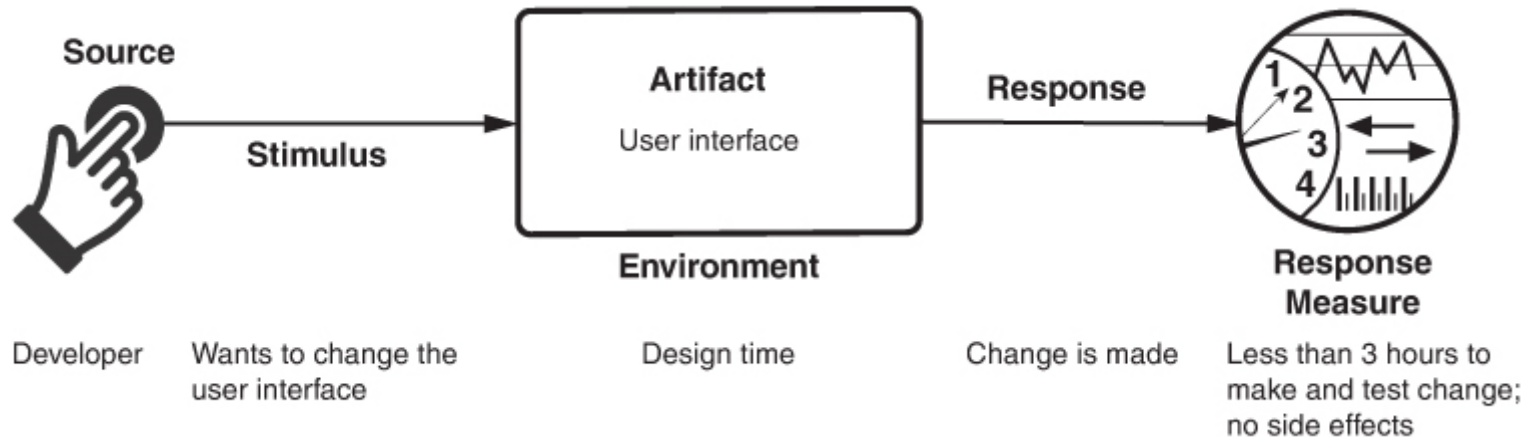 Source
Stimulus
Artifact
User interface
Environment
Response
1
2
3
4
Response
Measure
Developer
Wants to change the
user interface
Design time
Change is made
Less than 3 hours to
make and test change;
no side effects